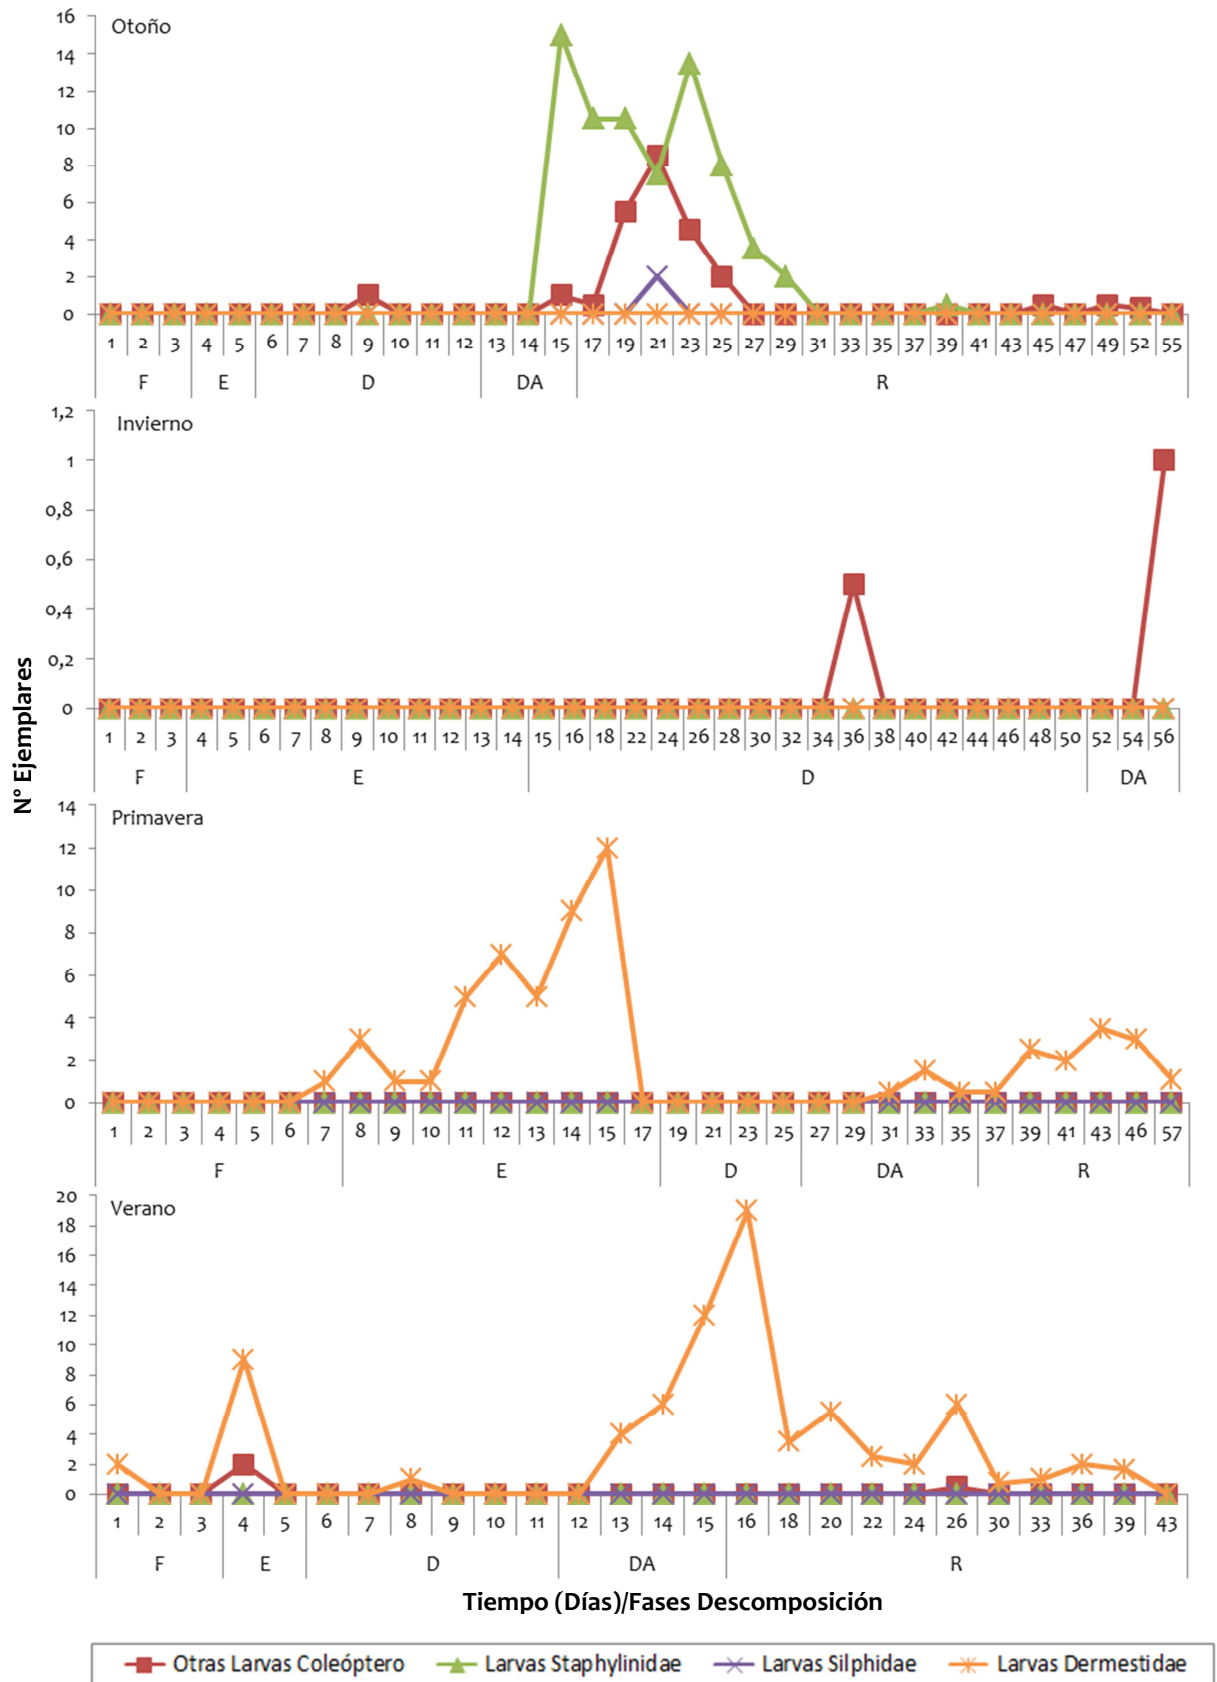 Otoño
16
14
12
10
8
6
4
2
0
1 2 3 4 5 6 7 8 9 10 11 12 13 14 15 17 19 21 23 25 27 29 31 33 35 37 39 41 43 45 47 49 52 55
F E D DA R
Invierno
1,2
1
0,8
0,6
0,4
0,2
0
1 2 3 4 5 6 7 8 9 10 11 12 13 14 15 16 18 22 24 26 28 30 32 34 36 38 40 42 44 46 48 50 52 54 56
F E D DA
N° Ejemplares
Primavera
14
12
10
8
6
4
2
0
1 2 3 4 5 6 7 8 9 10 11 12 13 14 15 17 19 21 23 25 27 29 31 33 35 37 39 41 43 46 57
F E D DA R
Verano
20
18
16
14
12
10
8
6
4
2
0
1 2 3 4 5 6 7 8 9 10 11 12 13 14 15 16 18 20 22 24 26 30 33 36 39 43
F E D DA R
Tiempo (Días)/Fases Descomposición
Otras Larvas Coleóptero Larvas Staphylinidae Larvas Silphidae Larvas Dermestidae